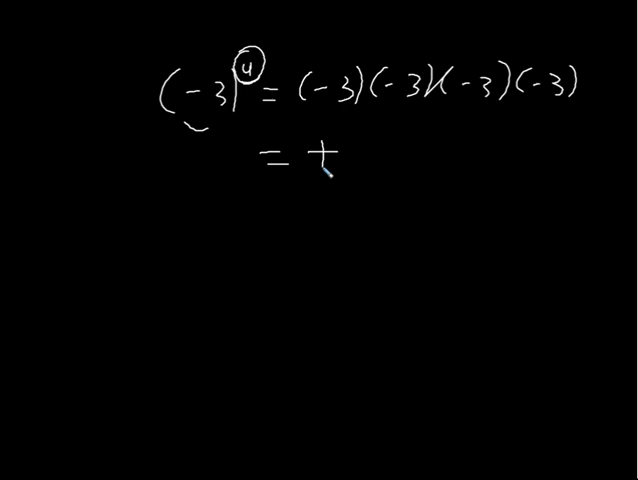 (-3)⁴ = (-3)(-3)(-3)(-3)
= +